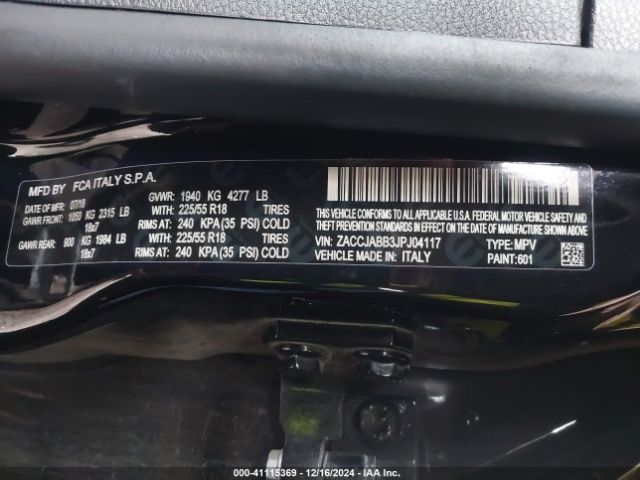 MFD BY FCA ITALY S.P.A.
DATE OF MFT: 07/18 GVWR: 1940 KG 4277 LB
GAWR FRONT: 1050 KG 2315 LB WITH: 225/55 R18 TIRES
18x7 RIMS AT: 240 KPA (35 PSI) COLD
GAWR REAR: 900 KG 1984 LB WITH: 225/55 R18 TIRES
18x7 RIMS AT: 240 KPA (35 PSI) COLD
THIS VEHICLE CONFORMS TO ALL APPLICABLE FEDERAL MOTOR VEHICLE SAFETY,
BUMPER, AND THEFT PREVENTION STANDARDS IN EFFECT ON THE DATE OF MANUFACTURE SHOWN ABOVE.
VIN: ZACCJABB3JPJ04117 TYPE: MPV
VEHICLE MADE IN: ITALY PAINT: 601
000-41115369 - 12/16/2024 - IAAI.com